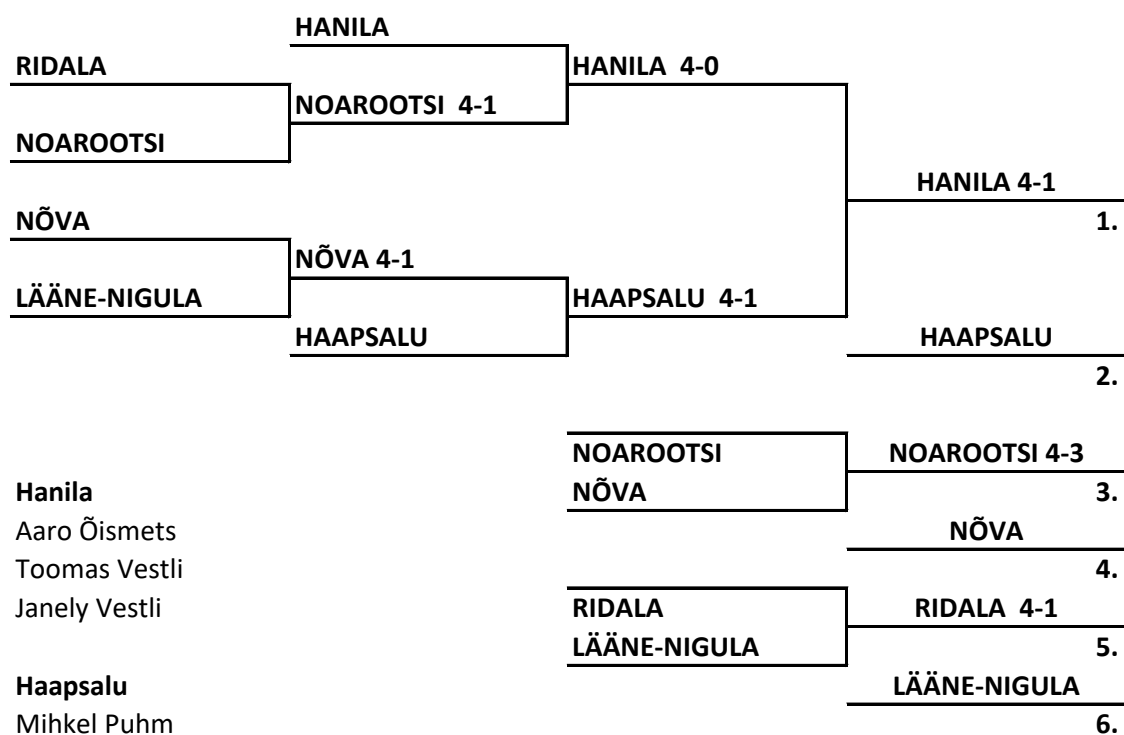 HANILA
RIDALA HANILA 4-0
NOAROOTSI 4-1
NOAROOTSI
HANILA 4-1
NÕVA 1.
NÕVA 4-1
LÄÄNE-NIGULA HAAPSALU 4-1
HAAPSALU HAAPSALU
2.
NOAROOTSI NOAROOTSI 4-3
Hanila NÕVA 3.
Aaro Õismets NÕVA
Toomas Vestli 4.
Janely Vestli RIDALA RIDALA 4-1
LÄÄNE-NIGULA 5.
Haapsalu LÄÄNE-NIGULA
Mihkel Puhm 6.